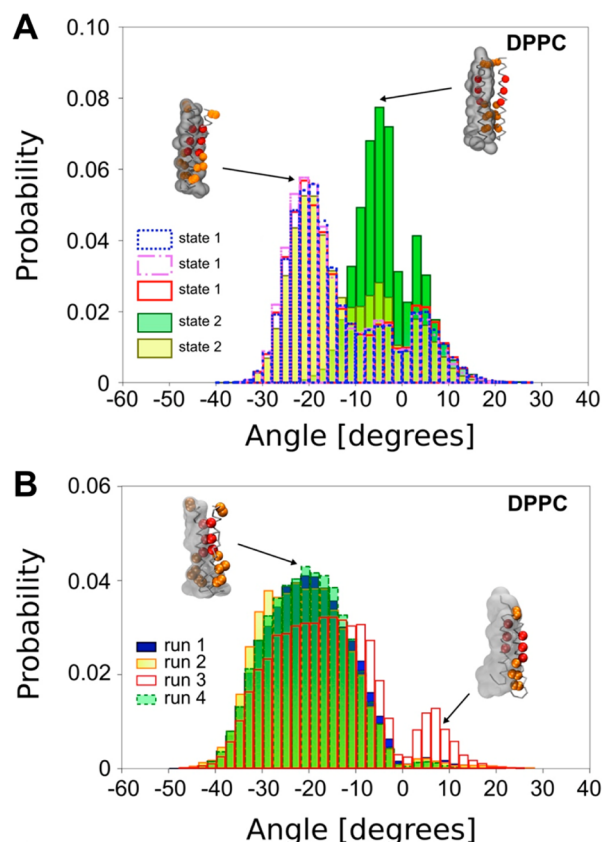 A
DPPC
0.10
0.08
0.06
0.04
0.02
0
Probability
state 1
state 1
state 1
state 2
state 2
-60 -50 -40 -30 -20 -10 0 10 20 30 40
Angle [degrees]
B
DPPC
0.06
0.04
0.02
0
Probability
run 1
run 2
run 3
run 4
-60 -50 -40 -30 -20 -10 0 10 20 30 40
Angle [degrees]